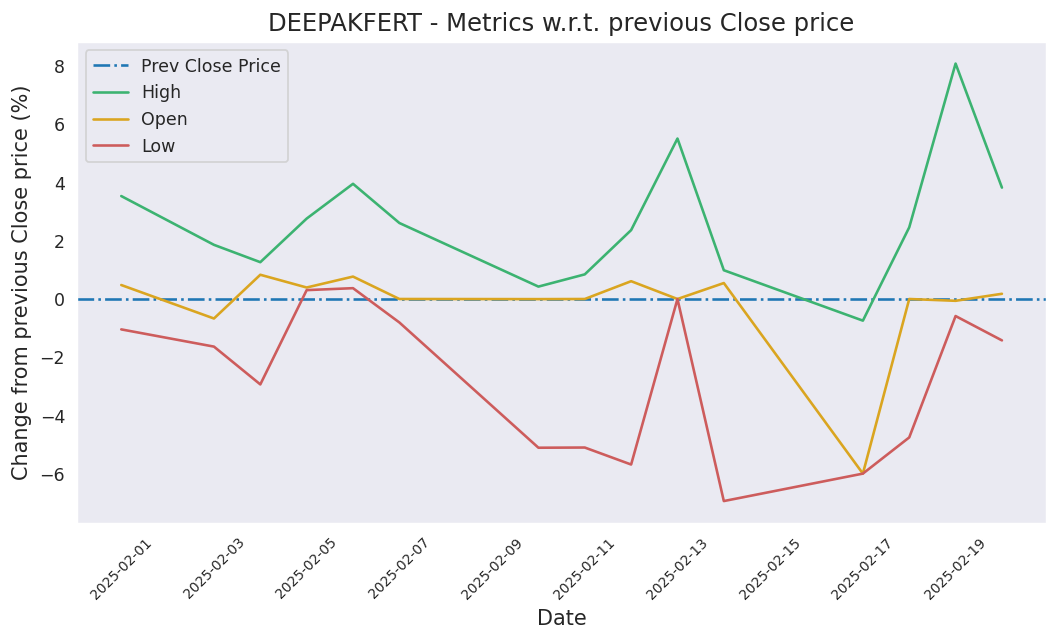 DEEPAKFERT - Metrics w.r.t. previous Close price
Prev Close Price
High
Open
Low
Change from previous Close price (%)
8
6
4
2
0
−2
−4
−6
2025-02-01
2025-02-03
2025-02-05
2025-02-07
2025-02-09
2025-02-11
2025-02-13
2025-02-15
2025-02-17
2025-02-19
Date